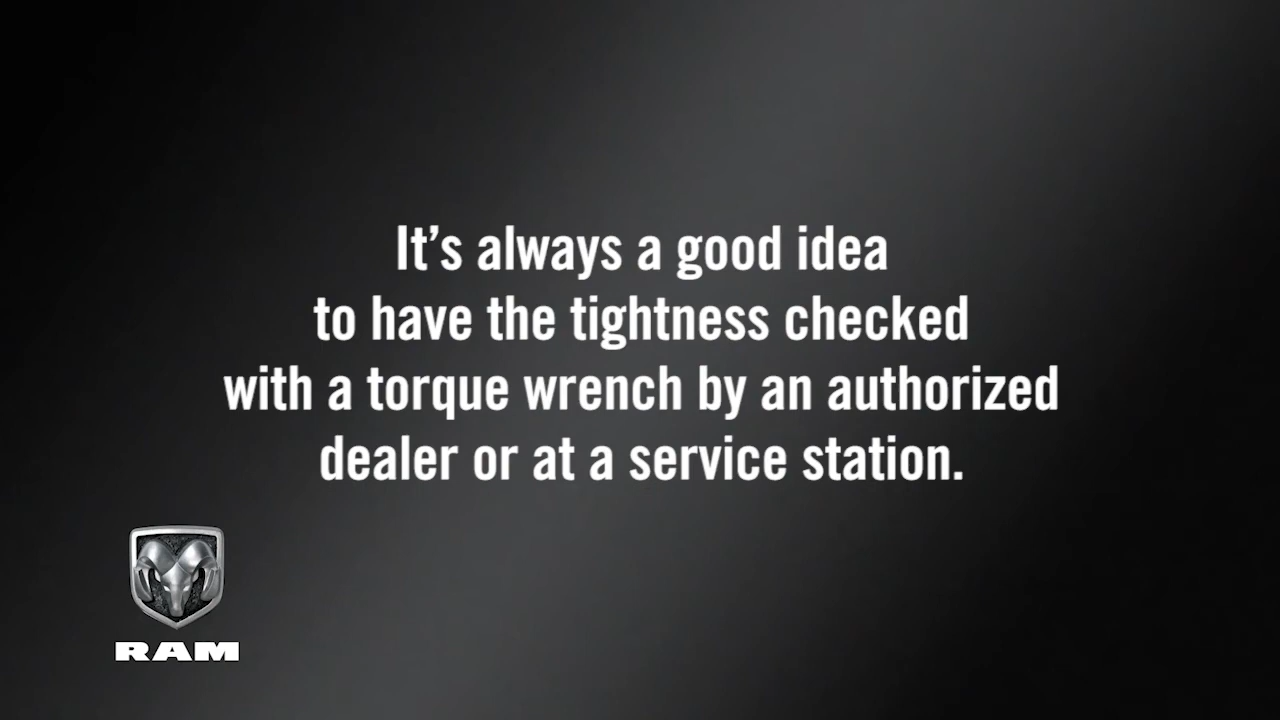 It’s always a good idea
to have the tightness checked
with a torque wrench by an authorized
dealer or at a service station.
RAM